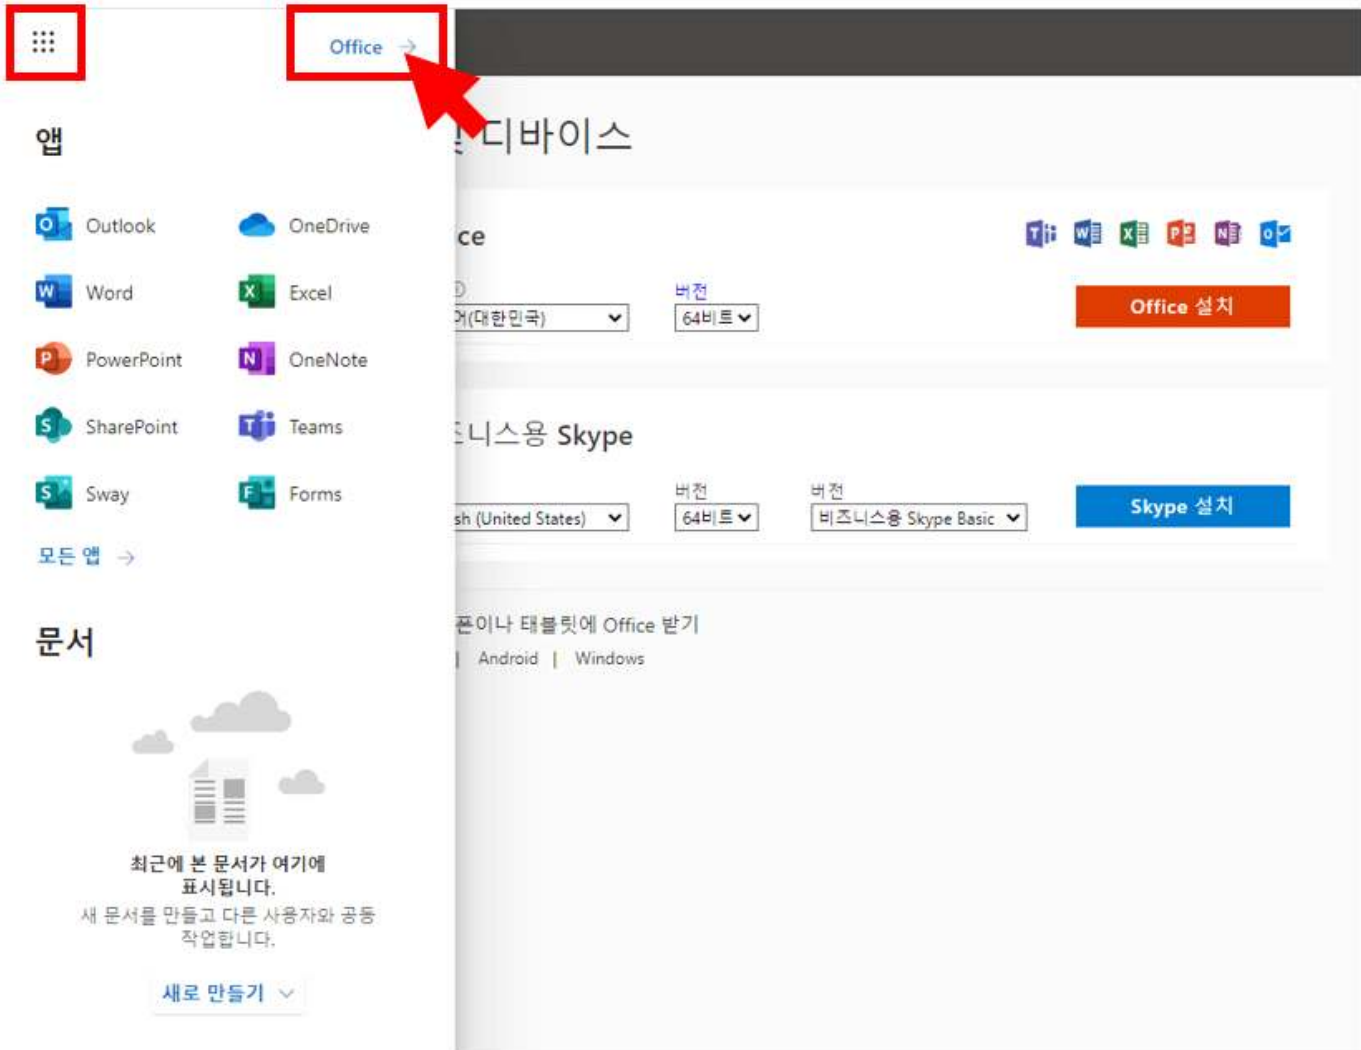 Office →
앱
Outlook
OneDrive
Word
Excel
PowerPoint
OneNote
SharePoint
Teams
Sway
Forms
모든 앱 →
문서
최근에 본 문서가 여기에
표시됩니다.
새 문서를 만들고 다른 사용자와 공동
작업합니다.
새로 만들기
디바이스
ce
버전
어(대한민국)
64비트
Office 설치
니스용 Skype
버전
버전
sh (United States)
64비트
비즈니스용 Skype Basic
Skype 설치
폰이나 태블릿에 Office 받기
| Android | Windows